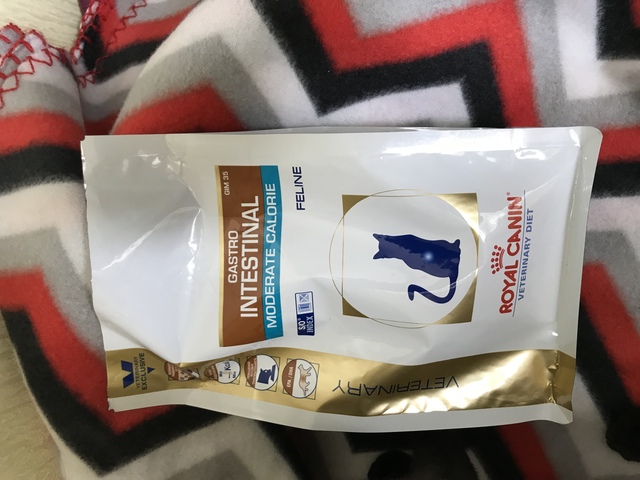 ROYAL CANIN®
VETERINARY DIET
FELINE
GASTRO
INTESTINAL
MODERATE CALORIE
GIM 35
S/O
INDEX
VETERINARY
EXCLUSIVE
VETERINARY